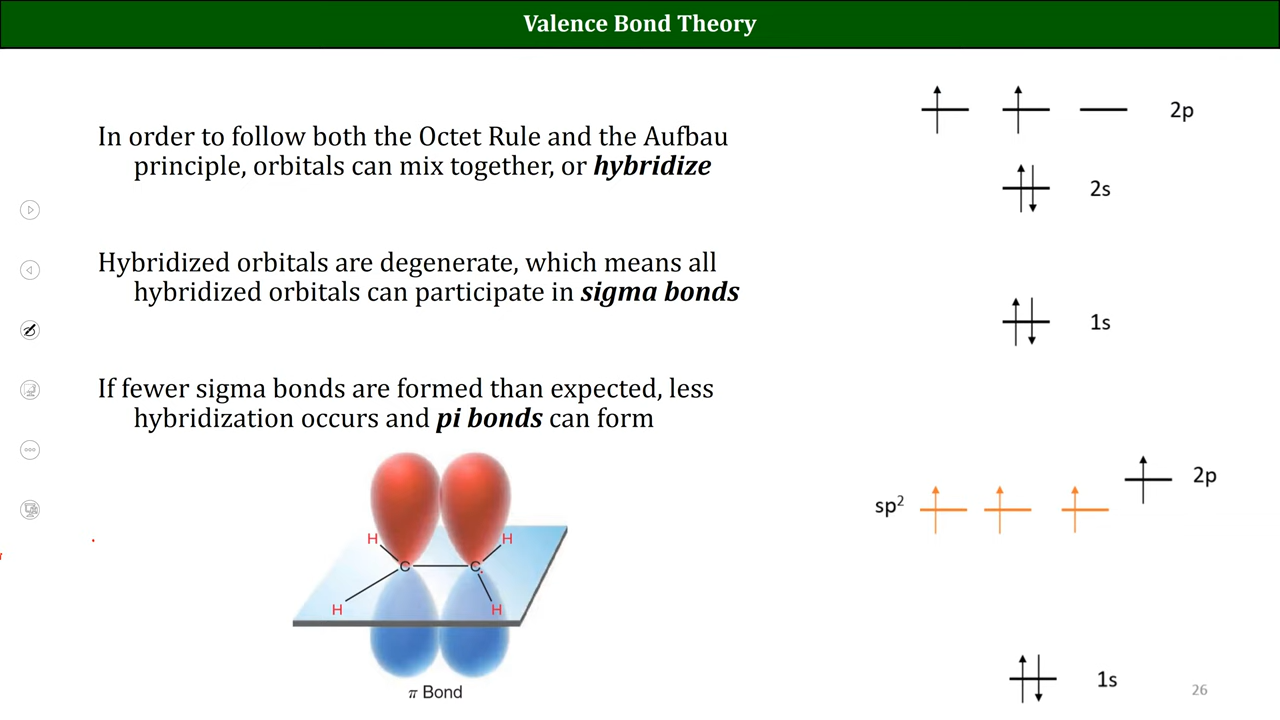 Valence Bond Theory
In order to follow both the Octet Rule and the Aufbau
principle, orbitals can mix together, or hybridize
Hybridized orbitals are degenerate, which means all
hybridized orbitals can participate in sigma bonds
If fewer sigma bonds are formed than expected, less
hybridization occurs and pi bonds can form
H H
C C
H H
π Bond
2p
2s
1s
2p
sp²
1s
26